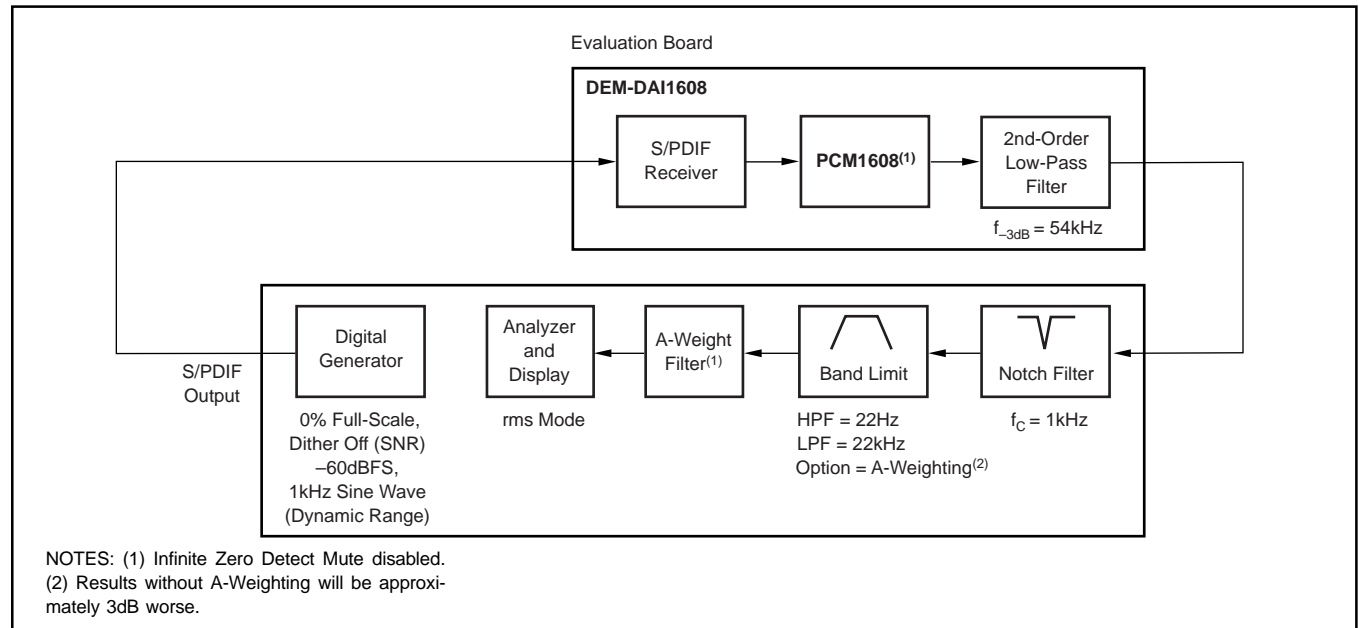 Evaluation Board
DEM-DAI1608
S/PDIF
Receiver
PCM1608(1)
2nd-Order
Low-Pass
Filter
f–3dB = 54kHz
S/PDIF
Output
Digital
Generator
0% Full-Scale,
Dither Off (SNR)
–60dBFS,
1kHz Sine Wave
(Dynamic Range)
Analyzer
and
Display
rms Mode
A-Weight
Filter(1)
Band Limit
HPF = 22Hz
LPF = 22kHz
Option = A-Weighting(2)
Notch Filter
fC = 1kHz
NOTES: (1) Infinite Zero Detect Mute disabled.
(2) Results without A-Weighting will be approxi-
mately 3dB worse.